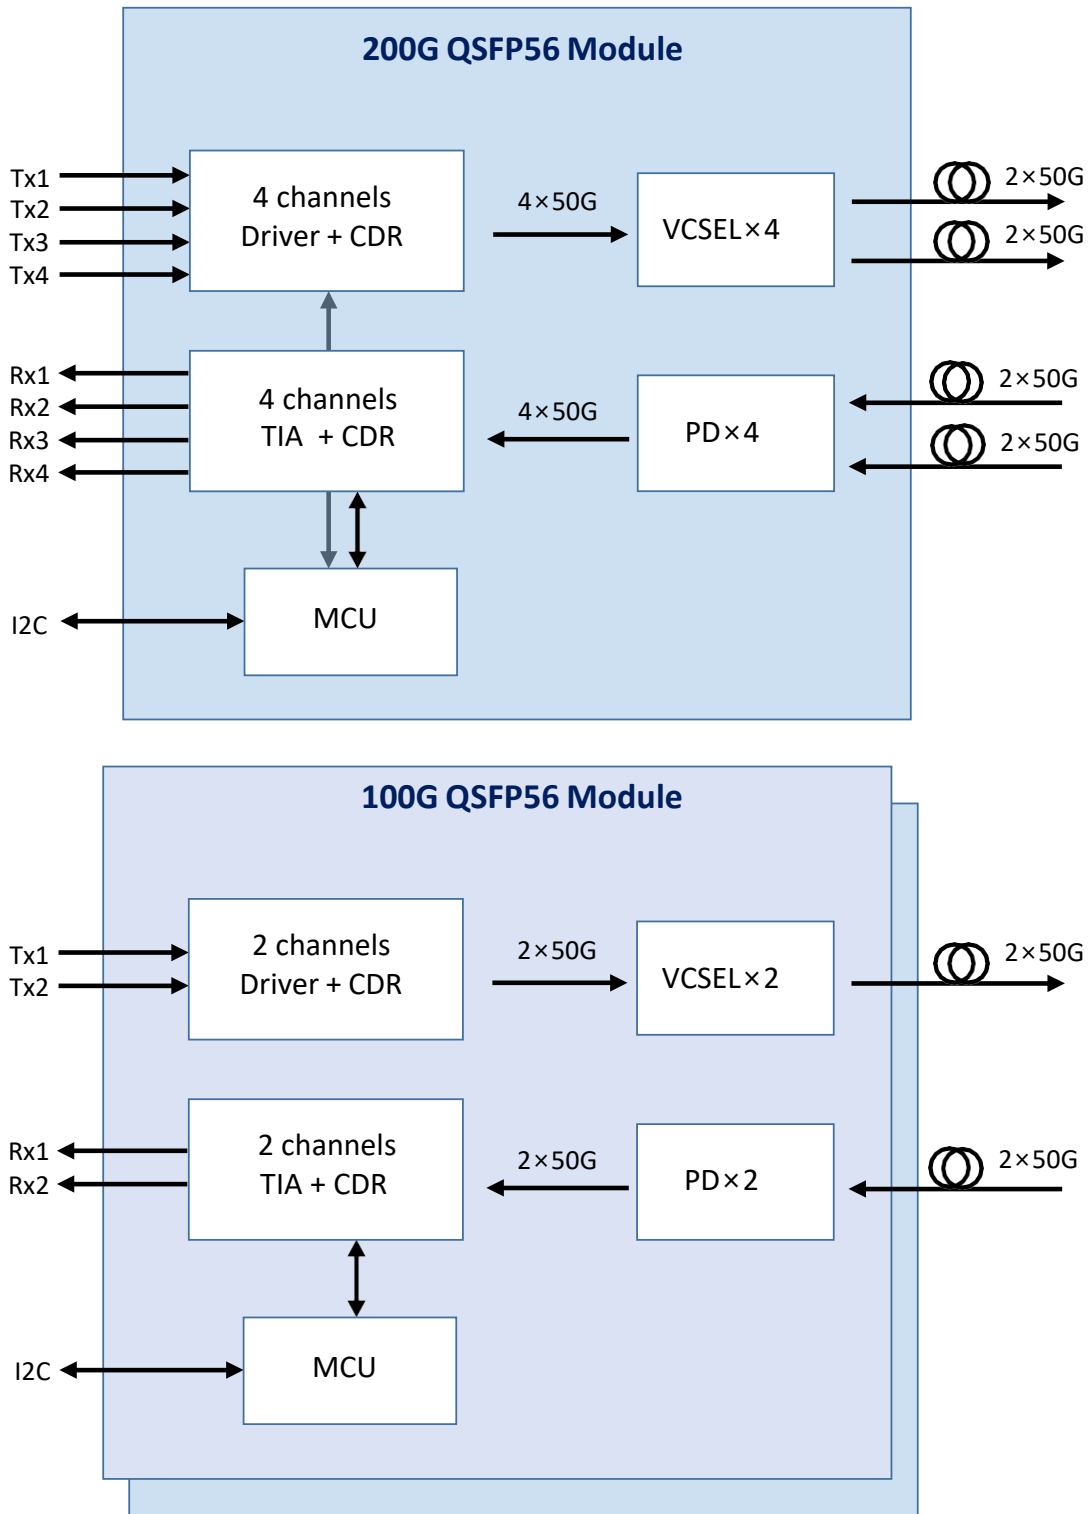 200G QSFP56 Module
Tx1
Tx2
Tx3
Tx4
4 channels
Driver + CDR
4×50G
VCSEL×4
2×50G
2×50G
Rx1
Rx2
Rx3
Rx4
4 channels
TIA + CDR
4×50G
PD×4
2×50G
2×50G
I2C
MCU
100G QSFP56 Module
Tx1
Tx2
2 channels
Driver + CDR
2×50G
VCSEL×2
2×50G
Rx1
Rx2
2 channels
TIA + CDR
2×50G
PD×2
2×50G
I2C
MCU